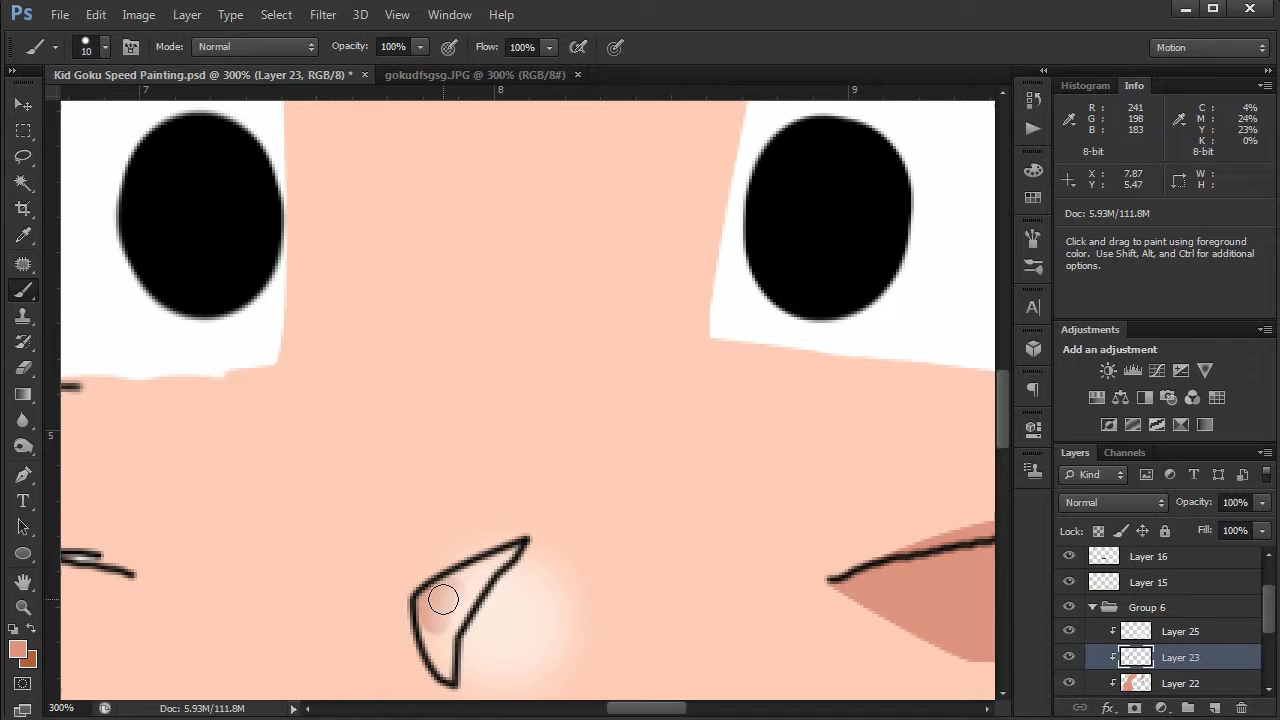 Ps File Edit Image Layer Type Select Filter 3D View Window Help
10 Mode: Normal Opacity: 100% Flow: 100% Motion
Kid Goku Speed Painting.psd @ 300% (Layer 23, RGB/8) * × gokudfsgsg.JPG @ 300% (RGB/8#) ×
7 8 9
5
Histogram Info
R: 241 C: 4%
G: 198 M: 24%
B: 183 Y: 23%
K: 0%
8-bit 8-bit
X: 7.87 W:
Y: 5.47 H:
Doc: 5.93M/111.8M
Click and drag to paint using foreground
color. Use Shift, Alt, and Ctrl for additional
options.
Adjustments
Add an adjustment
Layers Channels
Kind
Normal Opacity: 100%
Lock: Fill: 100%
Layer 16
Layer 15
Group 6
Layer 25
Layer 23
Layer 22
fx
300% Doc: 5.93M/111.8M